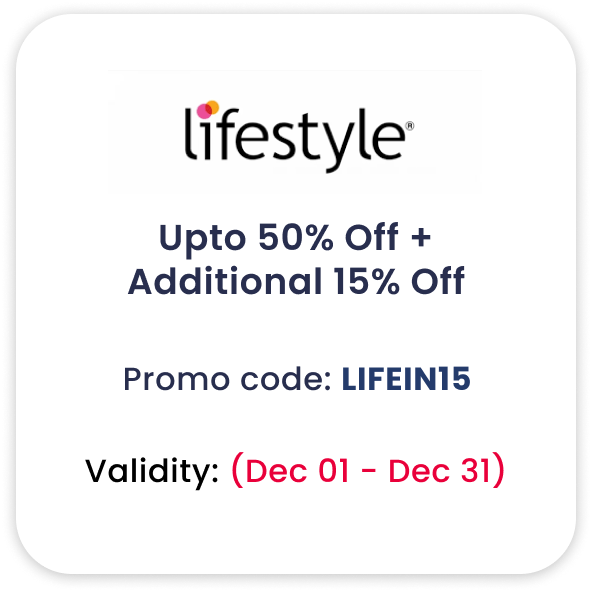 lifestyle®
Upto 50% Off +
Additional 15% Off
Promo code: LIFEIN15
Validity: (Dec 01 - Dec 31)